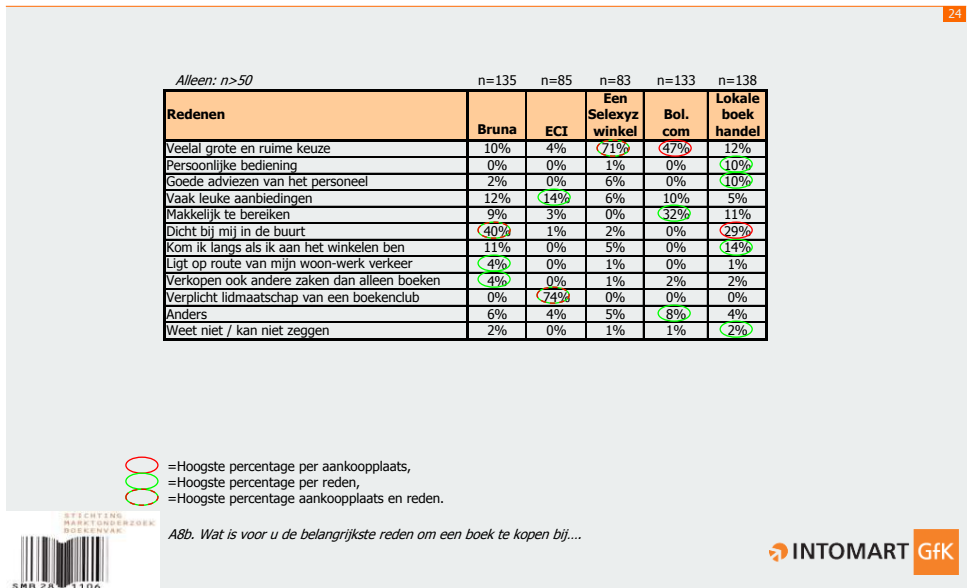 24
Alleen: n>50 n=135 n=85 n=83 n=133 n=138
Redenen Bruna ECI Een Selexyz winkel Bol. com Lokale boek handel
Veelal grote en ruime keuze 10% 4% 71% 47% 12%
Persoonlijke bediening 0% 0% 1% 0% 10%
Goede adviezen van het personeel 2% 0% 6% 0% 10%
Vaak leuke aanbiedingen 12% 14% 6% 10% 5%
Makkelijk te bereiken 9% 3% 0% 32% 11%
Dicht bij mij in de buurt 40% 1% 2% 0% 29%
Kom ik langs als ik aan het winkelen ben 11% 0% 5% 0% 14%
Ligt op route van mijn woon-werk verkeer 4% 0% 1% 0% 1%
Verkopen ook andere zaken dan alleen boeken 4% 0% 1% 2% 2%
Verplicht lidmaatschap van een boekenclub 0% 74% 0% 0% 0%
Anders 6% 4% 5% 8% 4%
Weet niet / kan niet zeggen 2% 0% 1% 1% 2%
=Hoogste percentage per aankoopplaats,
=Hoogste percentage per reden,
=Hoogste percentage aankoopplaats en reden.
STICHTING
MARKTONDERZOEK
BOEKENVAK
A8b. Wat is voor u de belangrijkste reden om een boek te kopen bij....
SMB 28 1106
INTOMART GfK